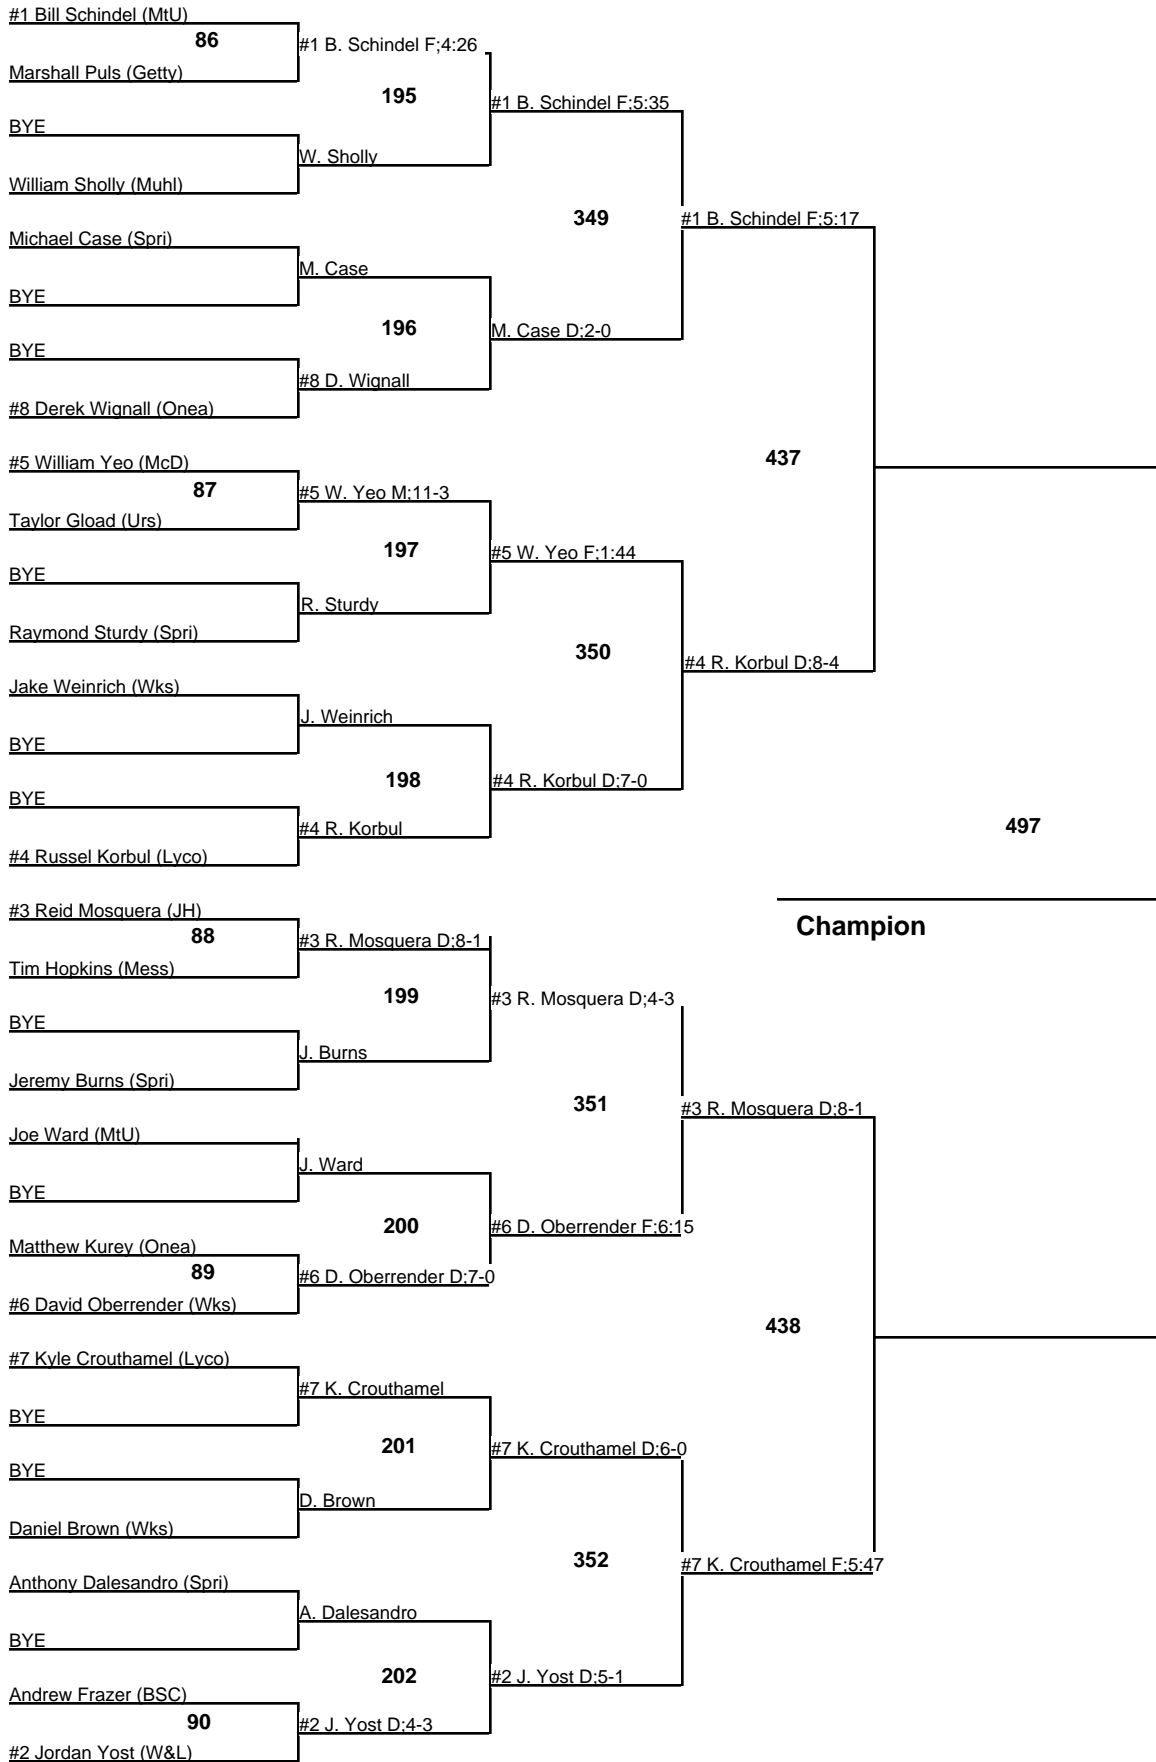 #1 Bill Schindel (MtU)
86
#1 B. Schindel F;4:26
Marshall Puls (Getty)
195
#1 B. Schindel F;5:35
BYE
W. Sholly
William Sholly (Muhl)
349
#1 B. Schindel F;5:17
Michael Case (Spri)
M. Case
BYE
196
M. Case D;2-0
BYE
#8 D. Wignall
#8 Derek Wignall (Onea)
437
#5 William Yeo (McD)
87
#5 W. Yeo M;11-3
Taylor Gload (Urs)
197
#5 W. Yeo F;1:44
BYE
R. Sturdy
Raymond Sturdy (Spri)
350
#4 R. Korbul D;8-4
Jake Weinrich (Wks)
J. Weinrich
BYE
198
#4 R. Korbul D;7-0
BYE
#4 R. Korbul
#4 Russel Korbul (Lyco)
497
Champion
#3 Reid Mosquera (JH)
88
#3 R. Mosquera D;8-1
Tim Hopkins (Mess)
199
#3 R. Mosquera D;4-3
BYE
J. Burns
Jeremy Burns (Spri)
351
#3 R. Mosquera D;8-1
Joe Ward (MtU)
J. Ward
BYE
200
#6 D. Oberrender F;6:15
Matthew Kurey (Onea)
89
#6 D. Oberrender D;7-0
#6 David Oberrender (Wks)
438
#7 Kyle Crouthamel (Lyco)
#7 K. Crouthamel
BYE
201
#7 K. Crouthamel D;6-0
BYE
D. Brown
Daniel Brown (Wks)
352
#7 K. Crouthamel F;5:47
Anthony Dalesandro (Spri)
A. Dalesandro
BYE
202
#2 J. Yost D;5-1
Andrew Frazer (BSC)
90
#2 J. Yost D;4-3
#2 Jordan Yost (W&L)